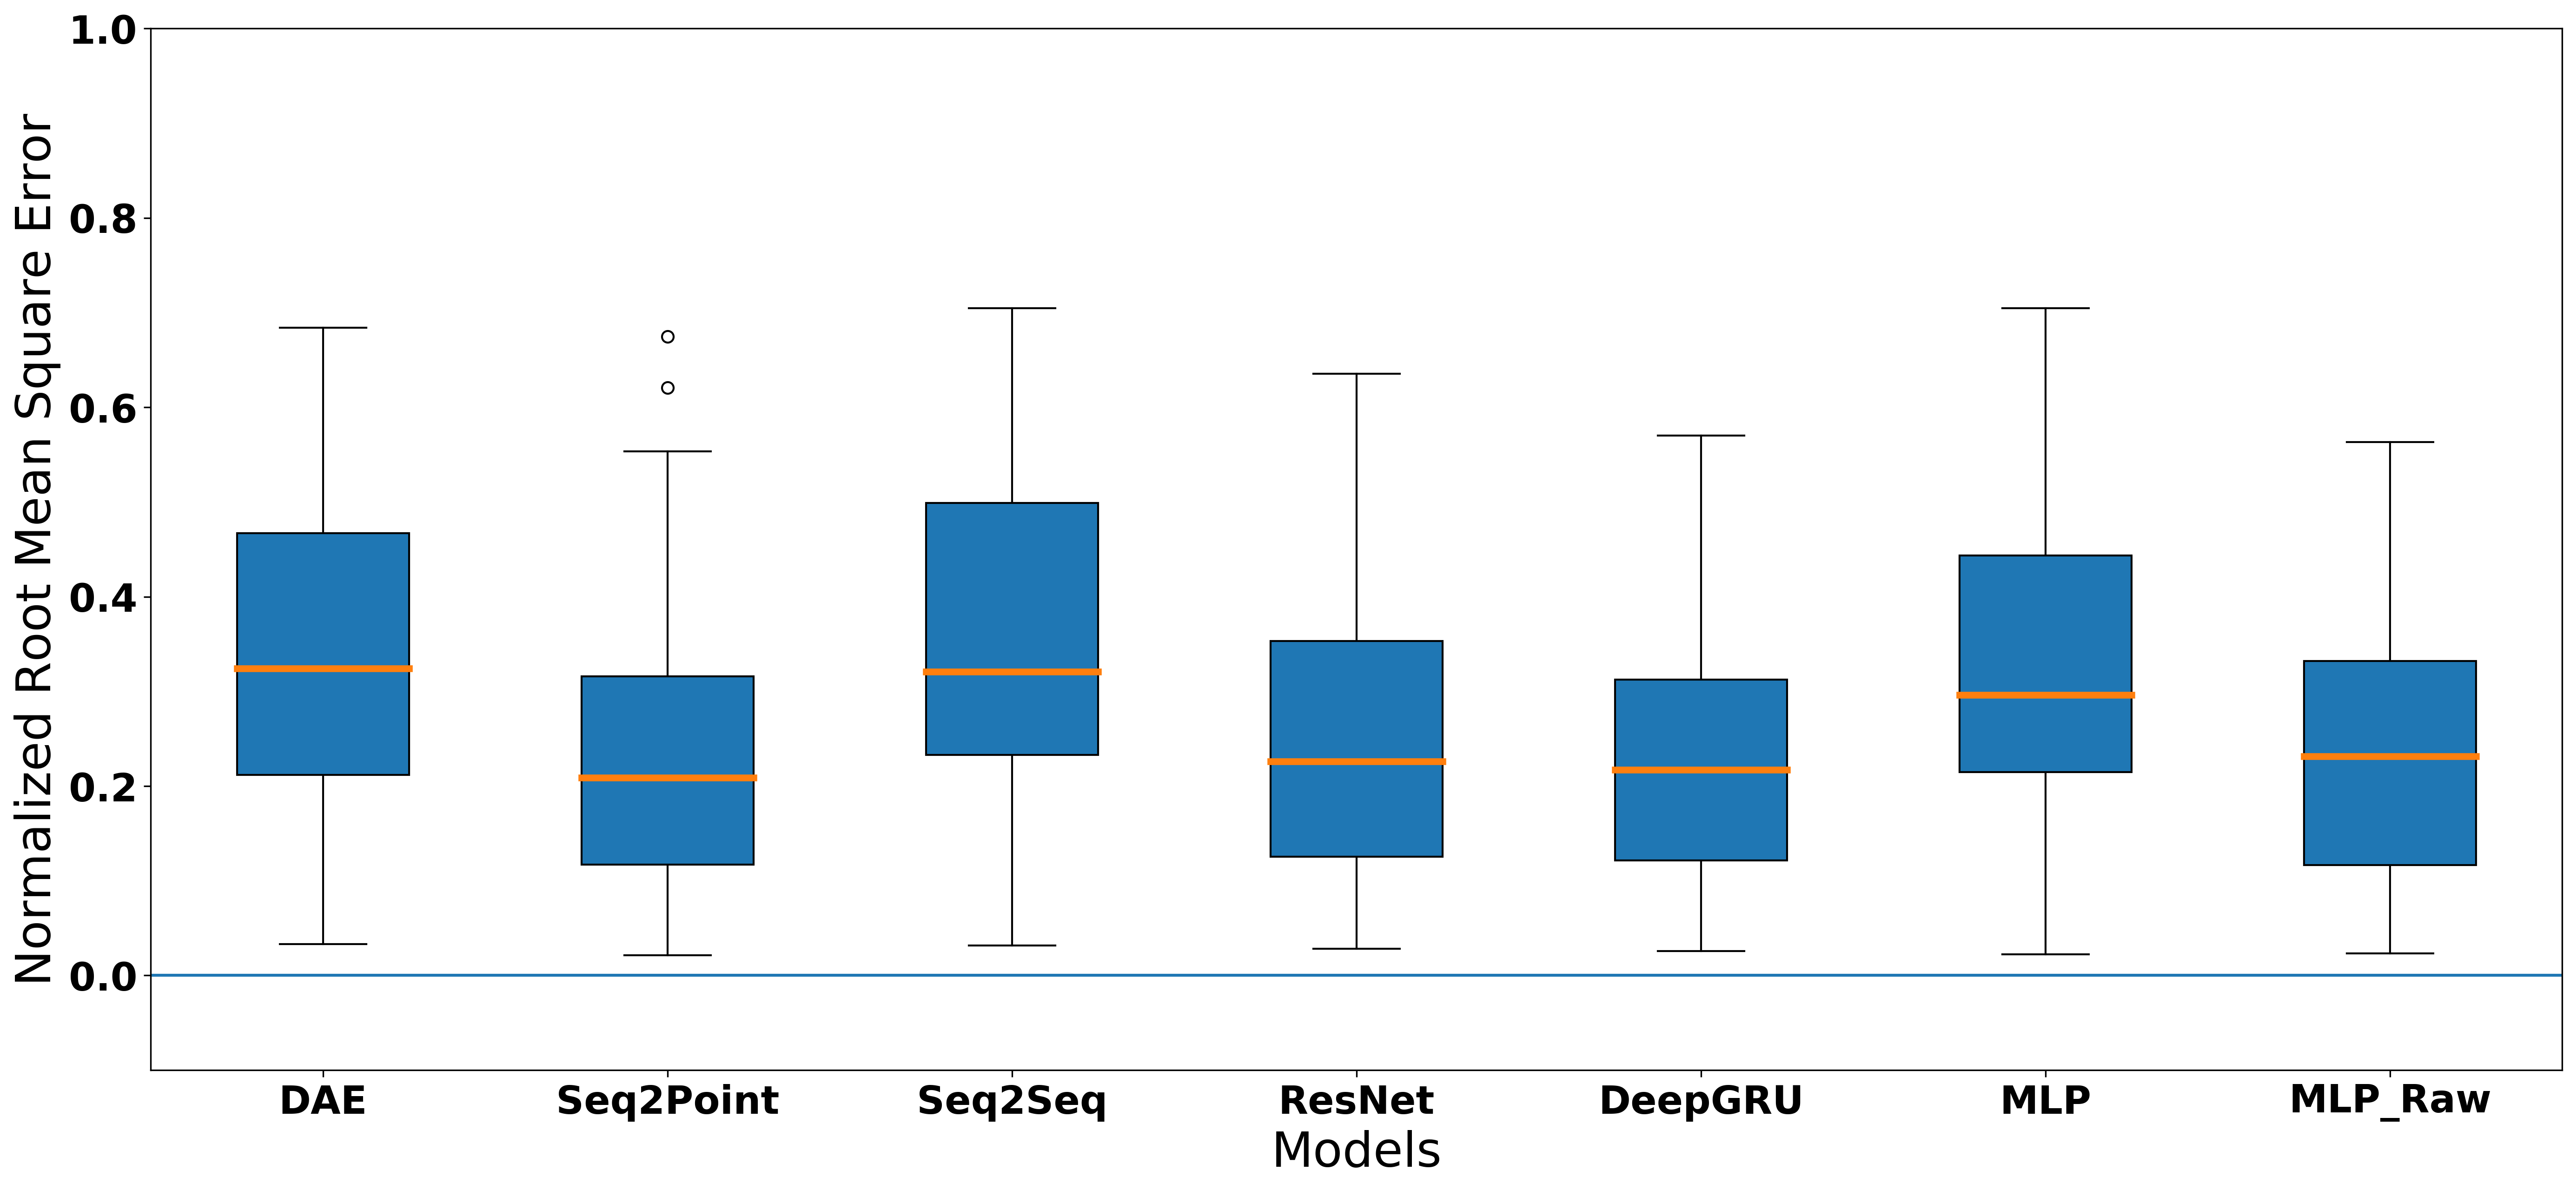 Normalized Root Mean Square Error
1.0
0.8
0.6
0.4
0.2
0.0
DAE Seq2Point Seq2Seq ResNet DeepGRU MLP MLP_Raw
Models